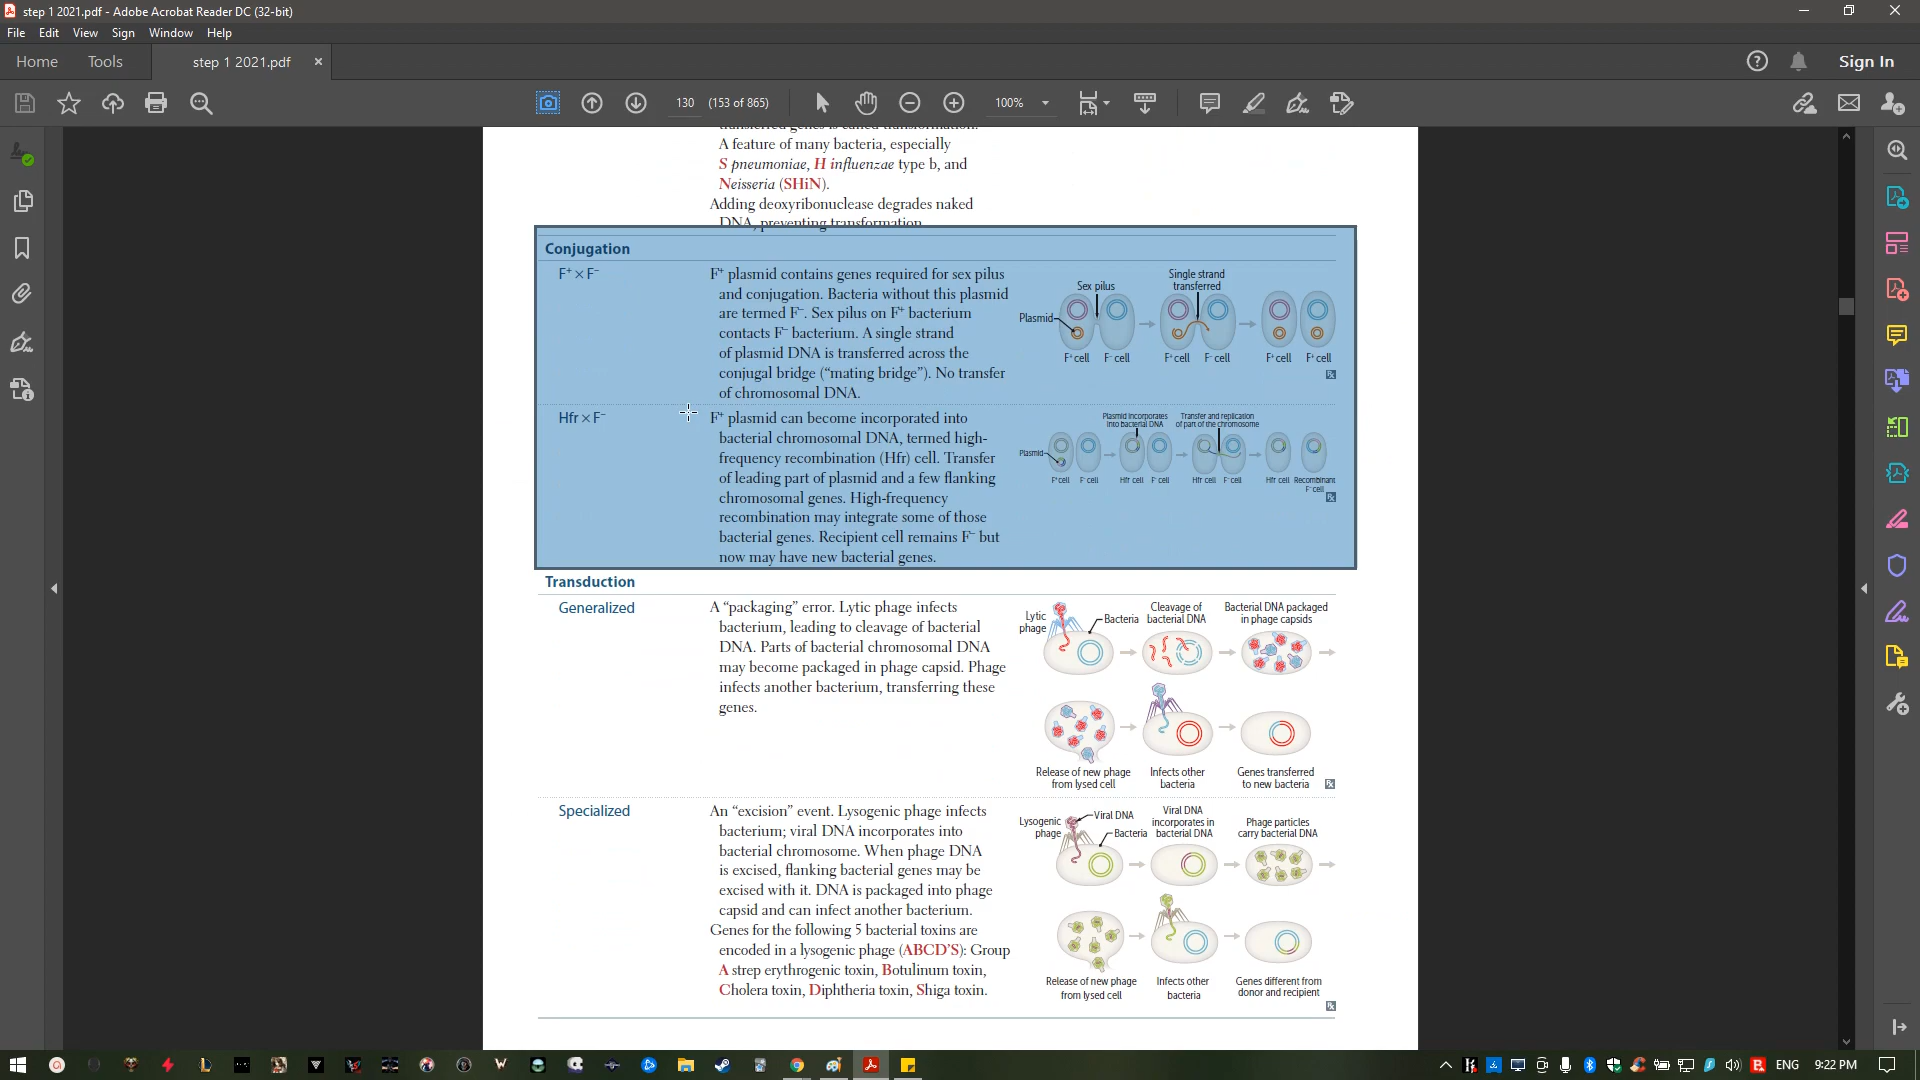 step 1 2021.pdf - Adobe Acrobat Reader DC (32-bit)
File Edit View Sign Window Help
Home Tools step 1 2021.pdf × Sign In
130 (153 of 865) 100%
transferred genes is called transformation.
A feature of many bacteria, especially
S pneumoniae, H influenzae type b, and
Neisseria (SHiN).
Adding deoxyribonuclease degrades naked
DNA, preventing transformation.
Conjugation
F⁺ × F⁻
F⁺ plasmid contains genes required for sex pilus
and conjugation. Bacteria without this plasmid
are termed F⁻. Sex pilus on F⁺ bacterium
contacts F⁻ bacterium. A single strand
of plasmid DNA is transferred across the
conjugal bridge (“mating bridge”). No transfer
of chromosomal DNA.
Sex pilus
Single strand
transferred
Plasmid
F⁺ cell F⁻ cell F⁺ cell F⁻ cell F⁺ cell F⁺ cell
Rx
Hfr × F⁻
F⁺ plasmid can become incorporated into
bacterial chromosomal DNA, termed high-
frequency recombination (Hfr) cell. Transfer
of leading part of plasmid and a few flanking
chromosomal genes. High-frequency
recombination may integrate some of those
bacterial genes. Recipient cell remains F⁻ but
now may have new bacterial genes.
Plasmid incorporates
into bacterial DNA
Transfer and replication
of part of the chromosome
Plasmid
F⁺ cell F⁻ cell Hfr cell F⁻ cell Hfr cell F⁻ cell Hfr cell Recombinant
F⁻ cell
Rx
Transduction
Generalized
A “packaging” error. Lytic phage infects
bacterium, leading to cleavage of bacterial
DNA. Parts of bacterial chromosomal DNA
may become packaged in phage capsid. Phage
infects another bacterium, transferring these
genes.
Lytic
phage
Bacteria
Cleavage of
bacterial DNA
Bacterial DNA packaged
in phage capsids
Release of new phage
from lysed cell
Infects other
bacteria
Genes transferred
to new bacteria
Rx
Specialized
An “excision” event. Lysogenic phage infects
bacterium; viral DNA incorporates into
bacterial chromosome. When phage DNA
is excised, flanking bacterial genes may be
excised with it. DNA is packaged into phage
capsid and can infect another bacterium.
Genes for the following 5 bacterial toxins are
encoded in a lysogenic phage (ABCD’S): Group
A strep erythrogenic toxin, Botulinum toxin,
Cholera toxin, Diphtheria toxin, Shiga toxin.
Lysogenic
phage
Viral DNA
Bacteria
Viral DNA
incorporates in
bacterial DNA
Phage particles
carry bacterial DNA
Release of new phage
from lysed cell
Infects other
bacteria
Genes different from
donor and recipient
Rx
ENG 9:22 PM